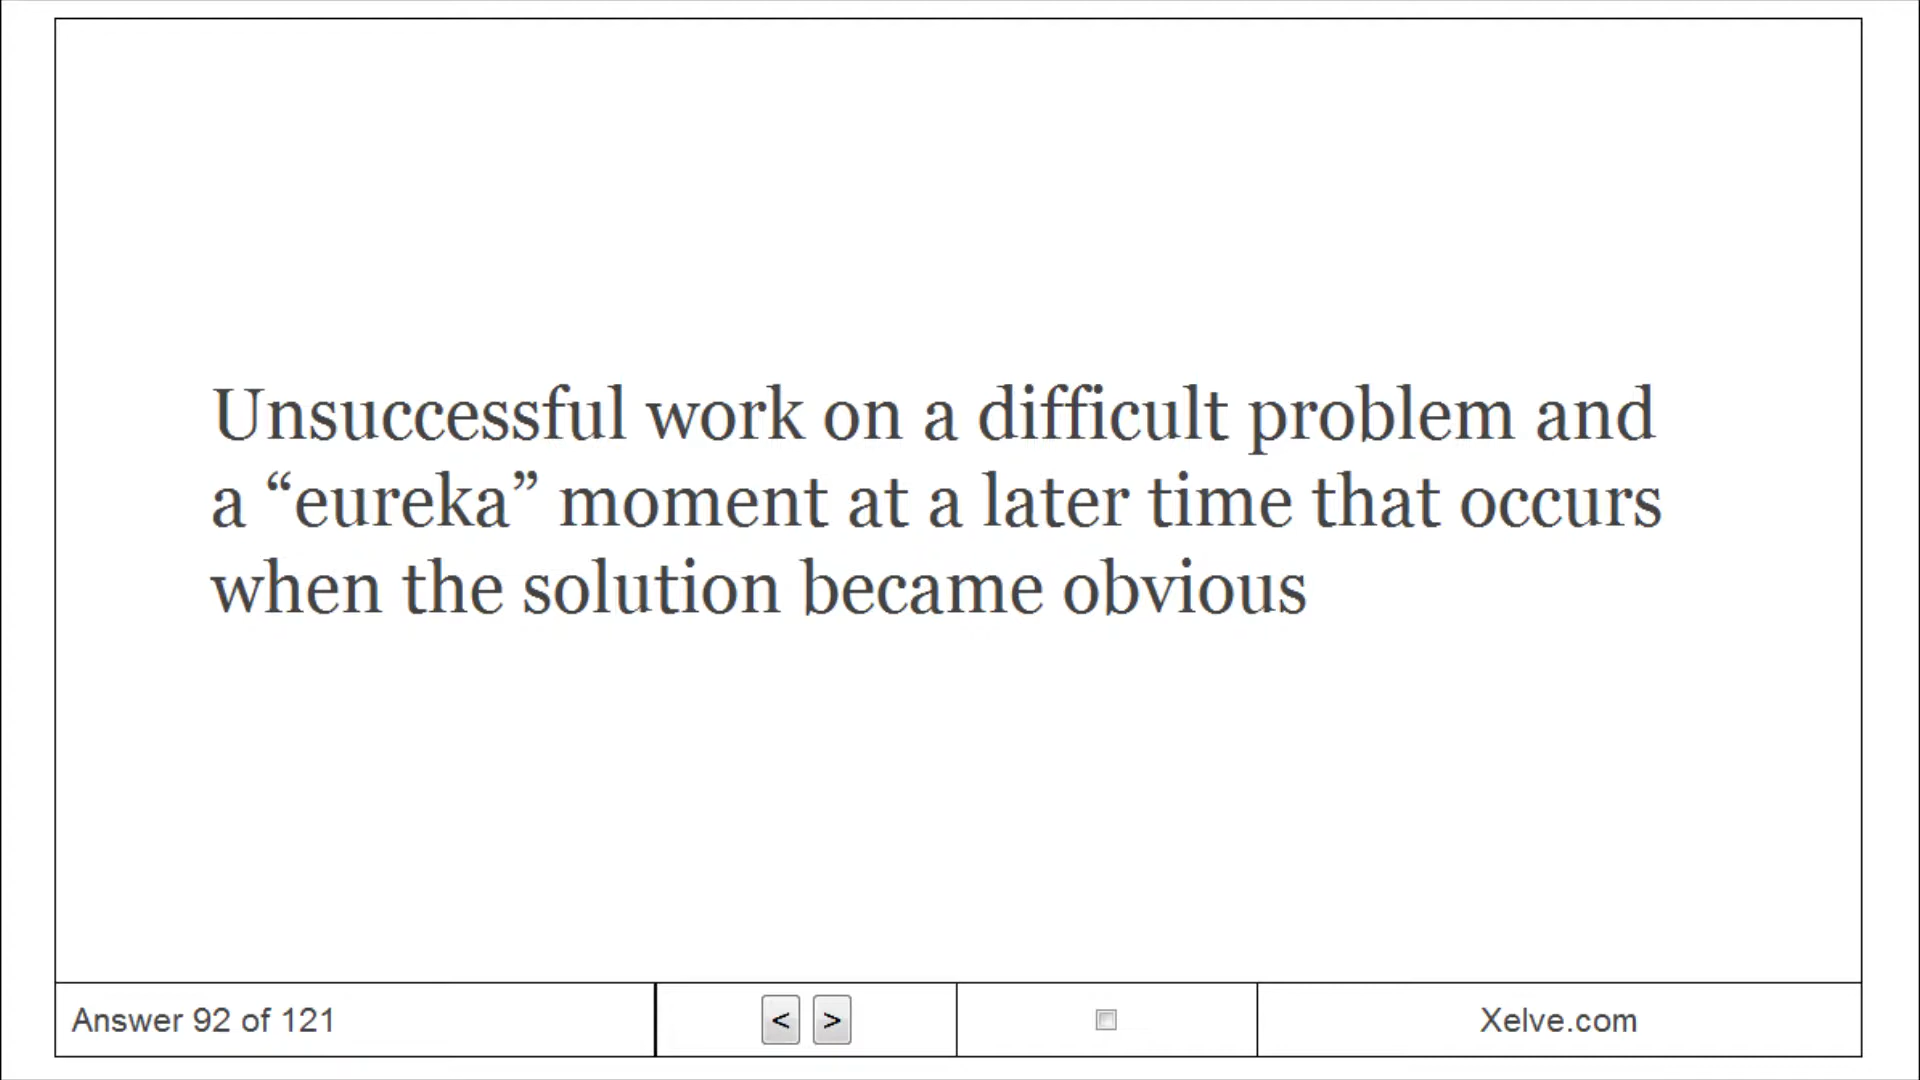 Unsuccessful work on a difficult problem and
a “eureka” moment at a later time that occurs
when the solution became obvious
Answer 92 of 121
< >
Xelve.com